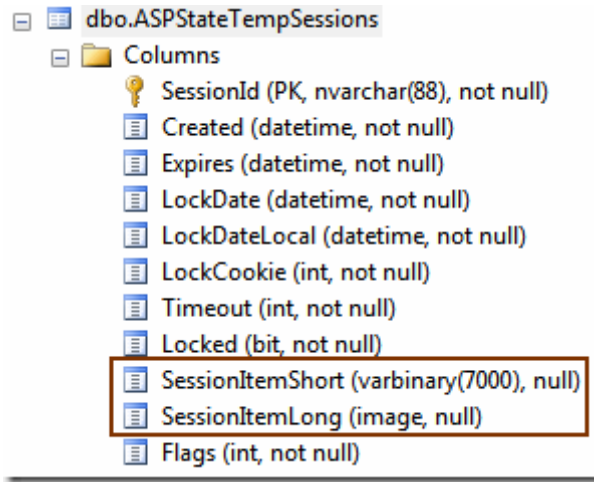 dbo.ASPStateTempSessions
Columns
SessionId (PK, nvarchar(88), not null)
Created (datetime, not null)
Expires (datetime, not null)
LockDate (datetime, not null)
LockDateLocal (datetime, not null)
LockCookie (int, not null)
Timeout (int, not null)
Locked (bit, not null)
SessionItemShort (varbinary(7000), null)
SessionItemLong (image, null)
Flags (int, not null)